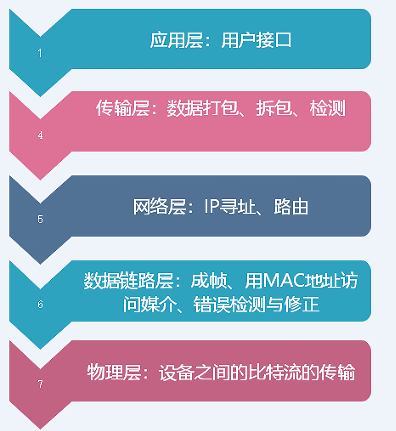 1
应用层：用户接口
4
传输层：数据打包、拆包、检测
5
网络层：IP寻址、路由
6
数据链路层：成帧、用MAC地址访
问媒介、错误检测与修正
7
物理层：设备之间的比特流的传输